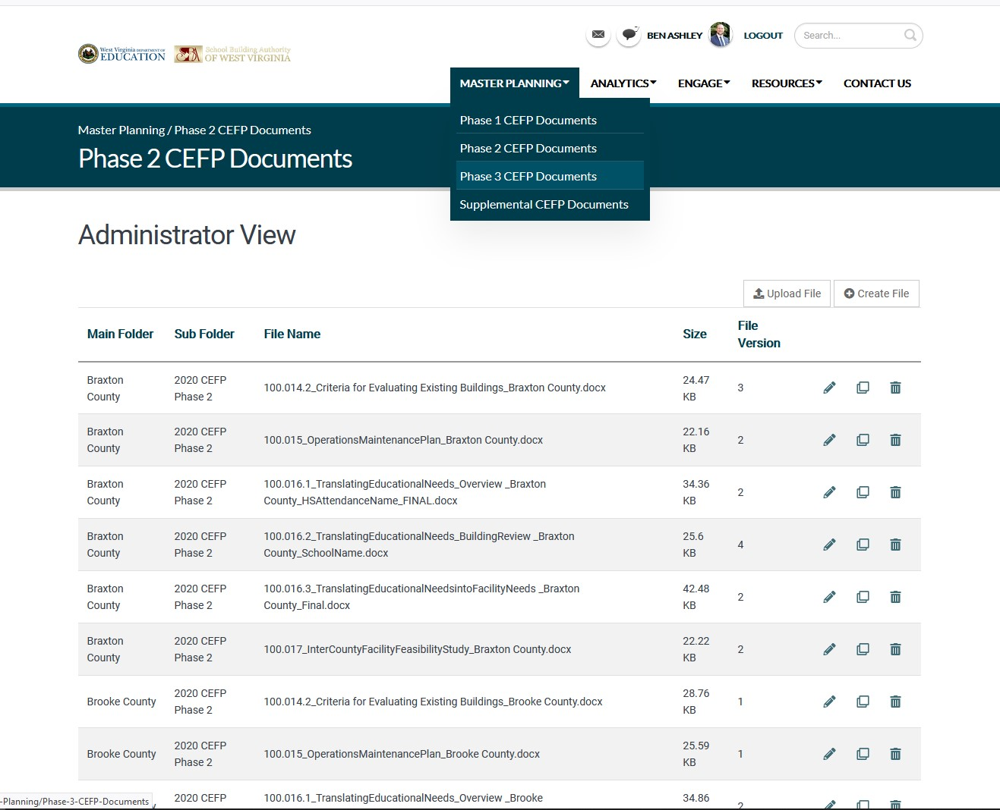 West Virginia DEPARTMENT OF
EDUCATION
School Building Authority
OF WEST VIRGINIA
BEN ASHLEY
LOGOUT
Search...
MASTER PLANNING
ANALYTICS
ENGAGE
RESOURCES
CONTACT US
Phase 1 CEFP Documents
Phase 2 CEFP Documents
Phase 3 CEFP Documents
Supplemental CEFP Documents
Master Planning / Phase 2 CEFP Documents
Phase 2 CEFP Documents
Administrator View
Upload File
Create File
Main Folder
Sub Folder
File Name
Size
File
Version
Braxton
County
2020 CEFP
Phase 2
100.014.2_Criteria for Evaluating Existing Buildings_Braxton County.docx
24.47
KB
3
Braxton
County
2020 CEFP
Phase 2
100.015_OperationsMaintenancePlan_Braxton County.docx
22.16
KB
2
Braxton
County
2020 CEFP
Phase 2
100.016.1_TranslatingEducationalNeeds_Overview _Braxton
County_HSAttendanceName_FINAL.docx
34.36
KB
2
Braxton
County
2020 CEFP
Phase 2
100.016.2_TranslatingEducationalNeeds_BuildingReview _Braxton
County_SchoolName.docx
25.6
KB
4
Braxton
County
2020 CEFP
Phase 2
100.016.3_TranslatingEducationalNeedsintoFacilityNeeds _Braxton
County_Final.docx
42.48
KB
2
Braxton
County
2020 CEFP
Phase 2
100.017_InterCountyFacilityFeasibilityStudy_Braxton County.docx
22.22
KB
2
Brooke County
2020 CEFP
Phase 2
100.014.2_Criteria for Evaluating Existing Buildings_Brooke County.docx
28.76
KB
1
Brooke County
2020 CEFP
Phase 2
100.015_OperationsMaintenancePlan_Brooke County.docx
25.59
KB
1
2020 CEFP
100.016.1_TranslatingEducationalNeeds_Overview _Brooke
34.86
2
-Planning/Phase-3-CEFP-Documents